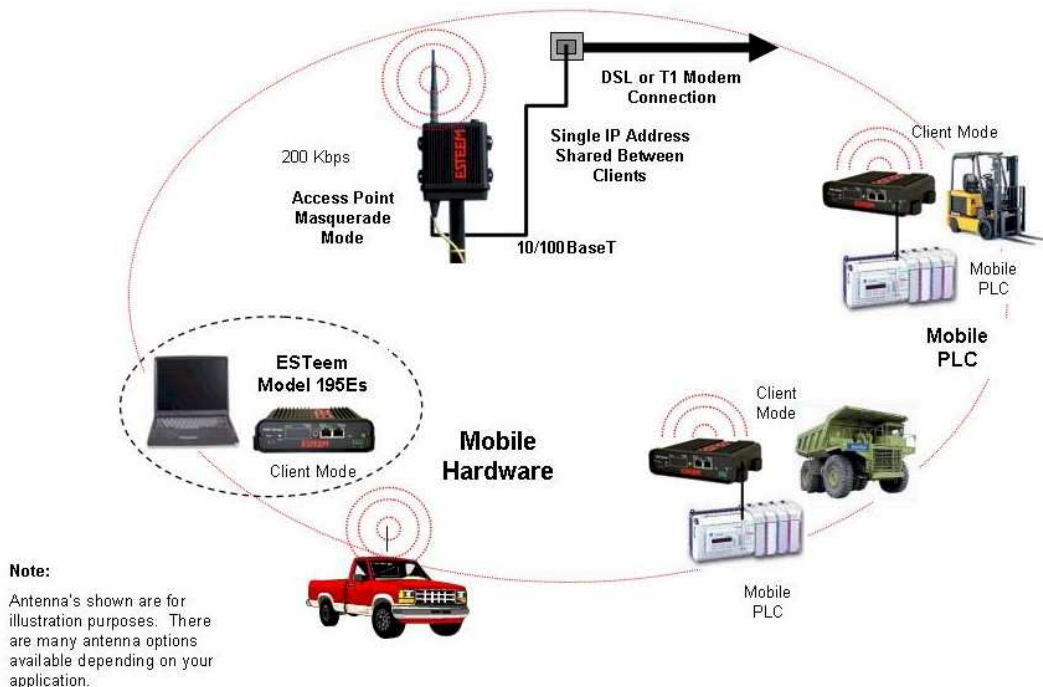 DSL or T1 Modem
Connection
Single IP Address
Shared Between
Clients
200 Kbps
Access Point
Masquerade
Mode
ESTEEM
10/100BaseT
Client Mode
Mobile
PLC
Mobile
PLC
ESTeem
Model 195Es
ESTEEM
Client Mode
Mobile
Hardware
Client
Mode
Mobile
PLC
Note:
Antenna's shown are for
illustration purposes. There
are many antenna options
available depending on your
application.